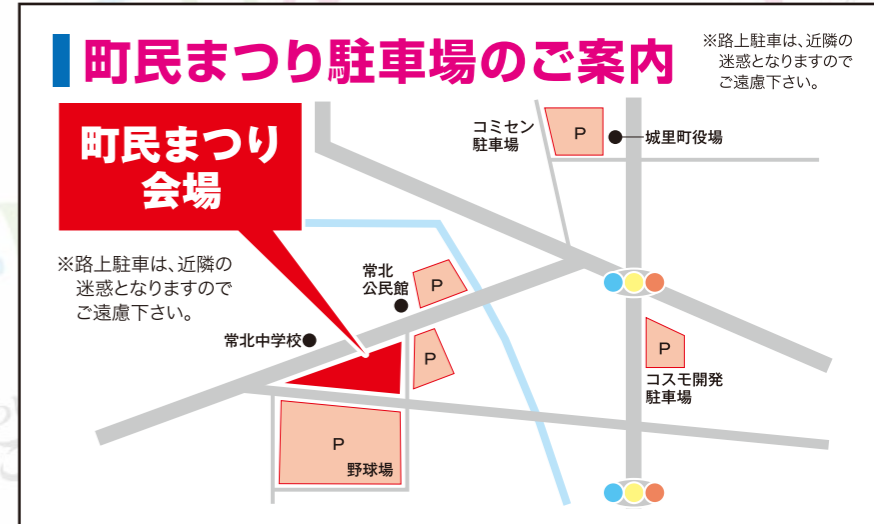 町民まつり駐車場のご案内
※路上駐車は、近隣の
迷惑となりますので
ご遠慮下さい。
町民まつり
会場
コミセン
駐車場
P
城里町役場
※路上駐車は、近隣の
迷惑となりますので
ご遠慮下さい。
常北
公民館
P
常北中学校
P
P
コスモ開発
駐車場
P
野球場